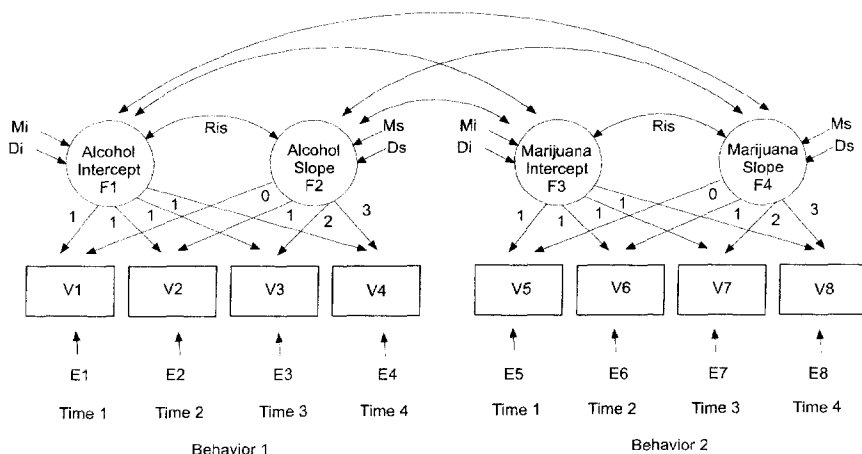 Mi
Di
Alcohol
Intercept
F1
Ris
Alcohol
Slope
F2
Ms
Ds
Mi
Di
Marijuana
Intercept
F3
Ris
Marijuana
Slope
F4
Ms
Ds
1 1 1 1 0 1 2 3
1 1 1 1 0 1 2 3
V1 V2 V3 V4 V5 V6 V7 V8
E1 E2 E3 E4 E5 E6 E7 E8
Time 1 Time 2 Time 3 Time 4 Time 1 Time 2 Time 3 Time 4
Behavior 1 Behavior 2